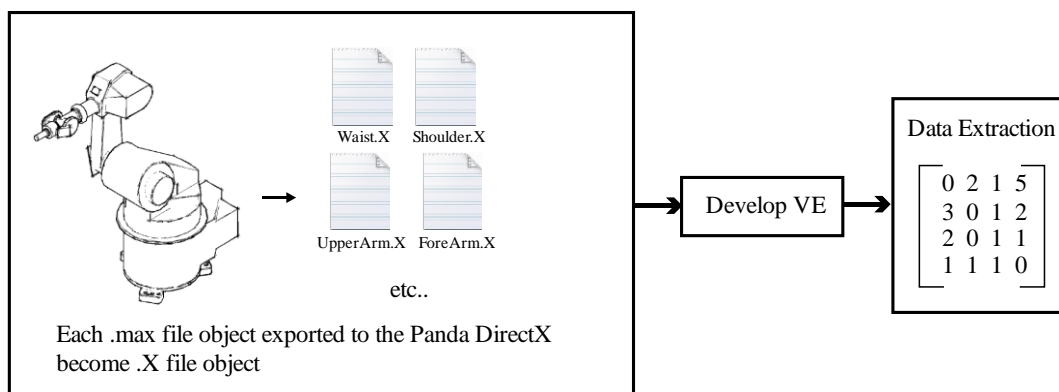 Waist.X Shoulder.X
UpperArm.X ForeArm.X
etc..
Each .max file object exported to the Panda DirectX
become .X file object
Develop VE
Data Extraction
0 2 1 5
3 0 1 2
2 0 1 1
1 1 1 0